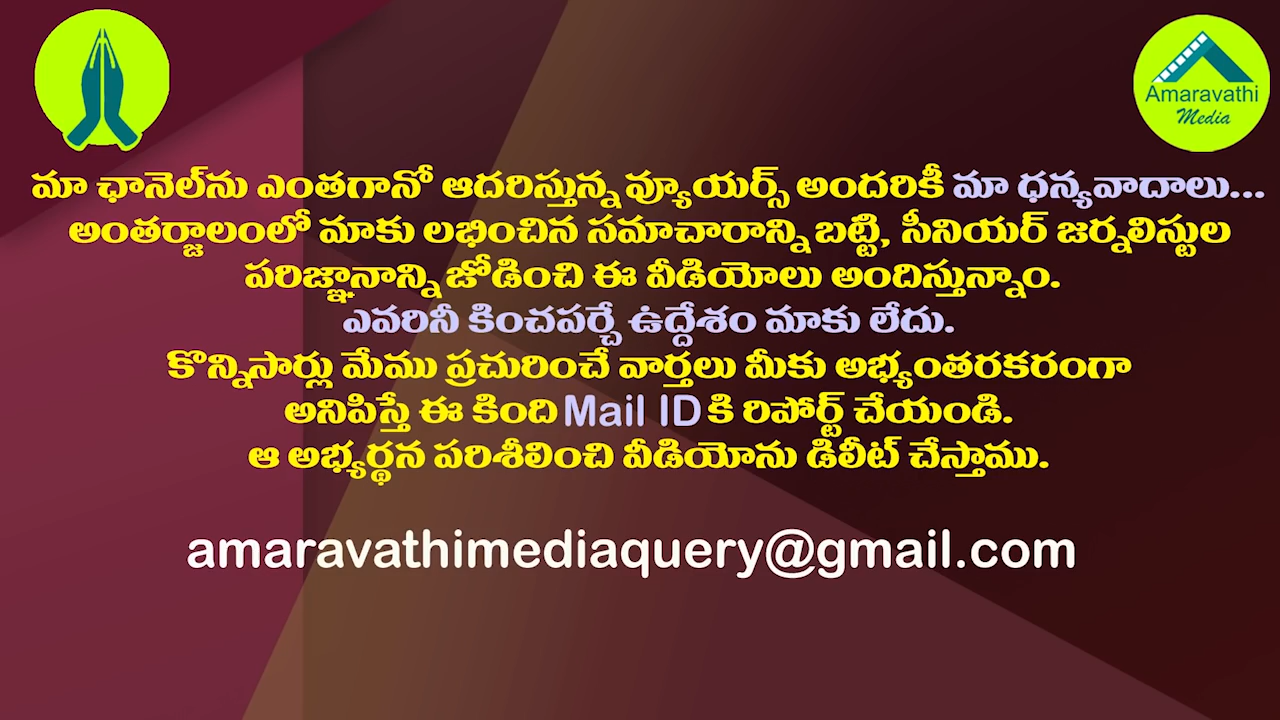 Amaravathi
Media
మా ఛానెల్‌ను ఎంతగానో ఆదరిస్తున్న వ్యూయర్స్ అందరికీ మా ధన్యవాదాలు...
అంతర్జాలంలో మాకు లభించిన సమాచారాన్ని బట్టి, సీనియర్ జర్నలిస్టుల
పరిజ్ఞానాన్ని జోడించి ఈ వీడియోలు అందిస్తున్నాం.
ఎవరినీ కించపర్చే ఉద్దేశం మాకు లేదు.
కొన్నిసార్లు మేము ప్రచురించే వార్తలు మీకు అభ్యంతరకరంగా
అనిపిస్తే ఈ కింది Mail ID కి రిపోర్ట్ చేయండి.
ఆ అభ్యర్థన పరిశీలించి వీడియోను డిలీట్ చేస్తాము.
amaravathimediaquery@gmail.com